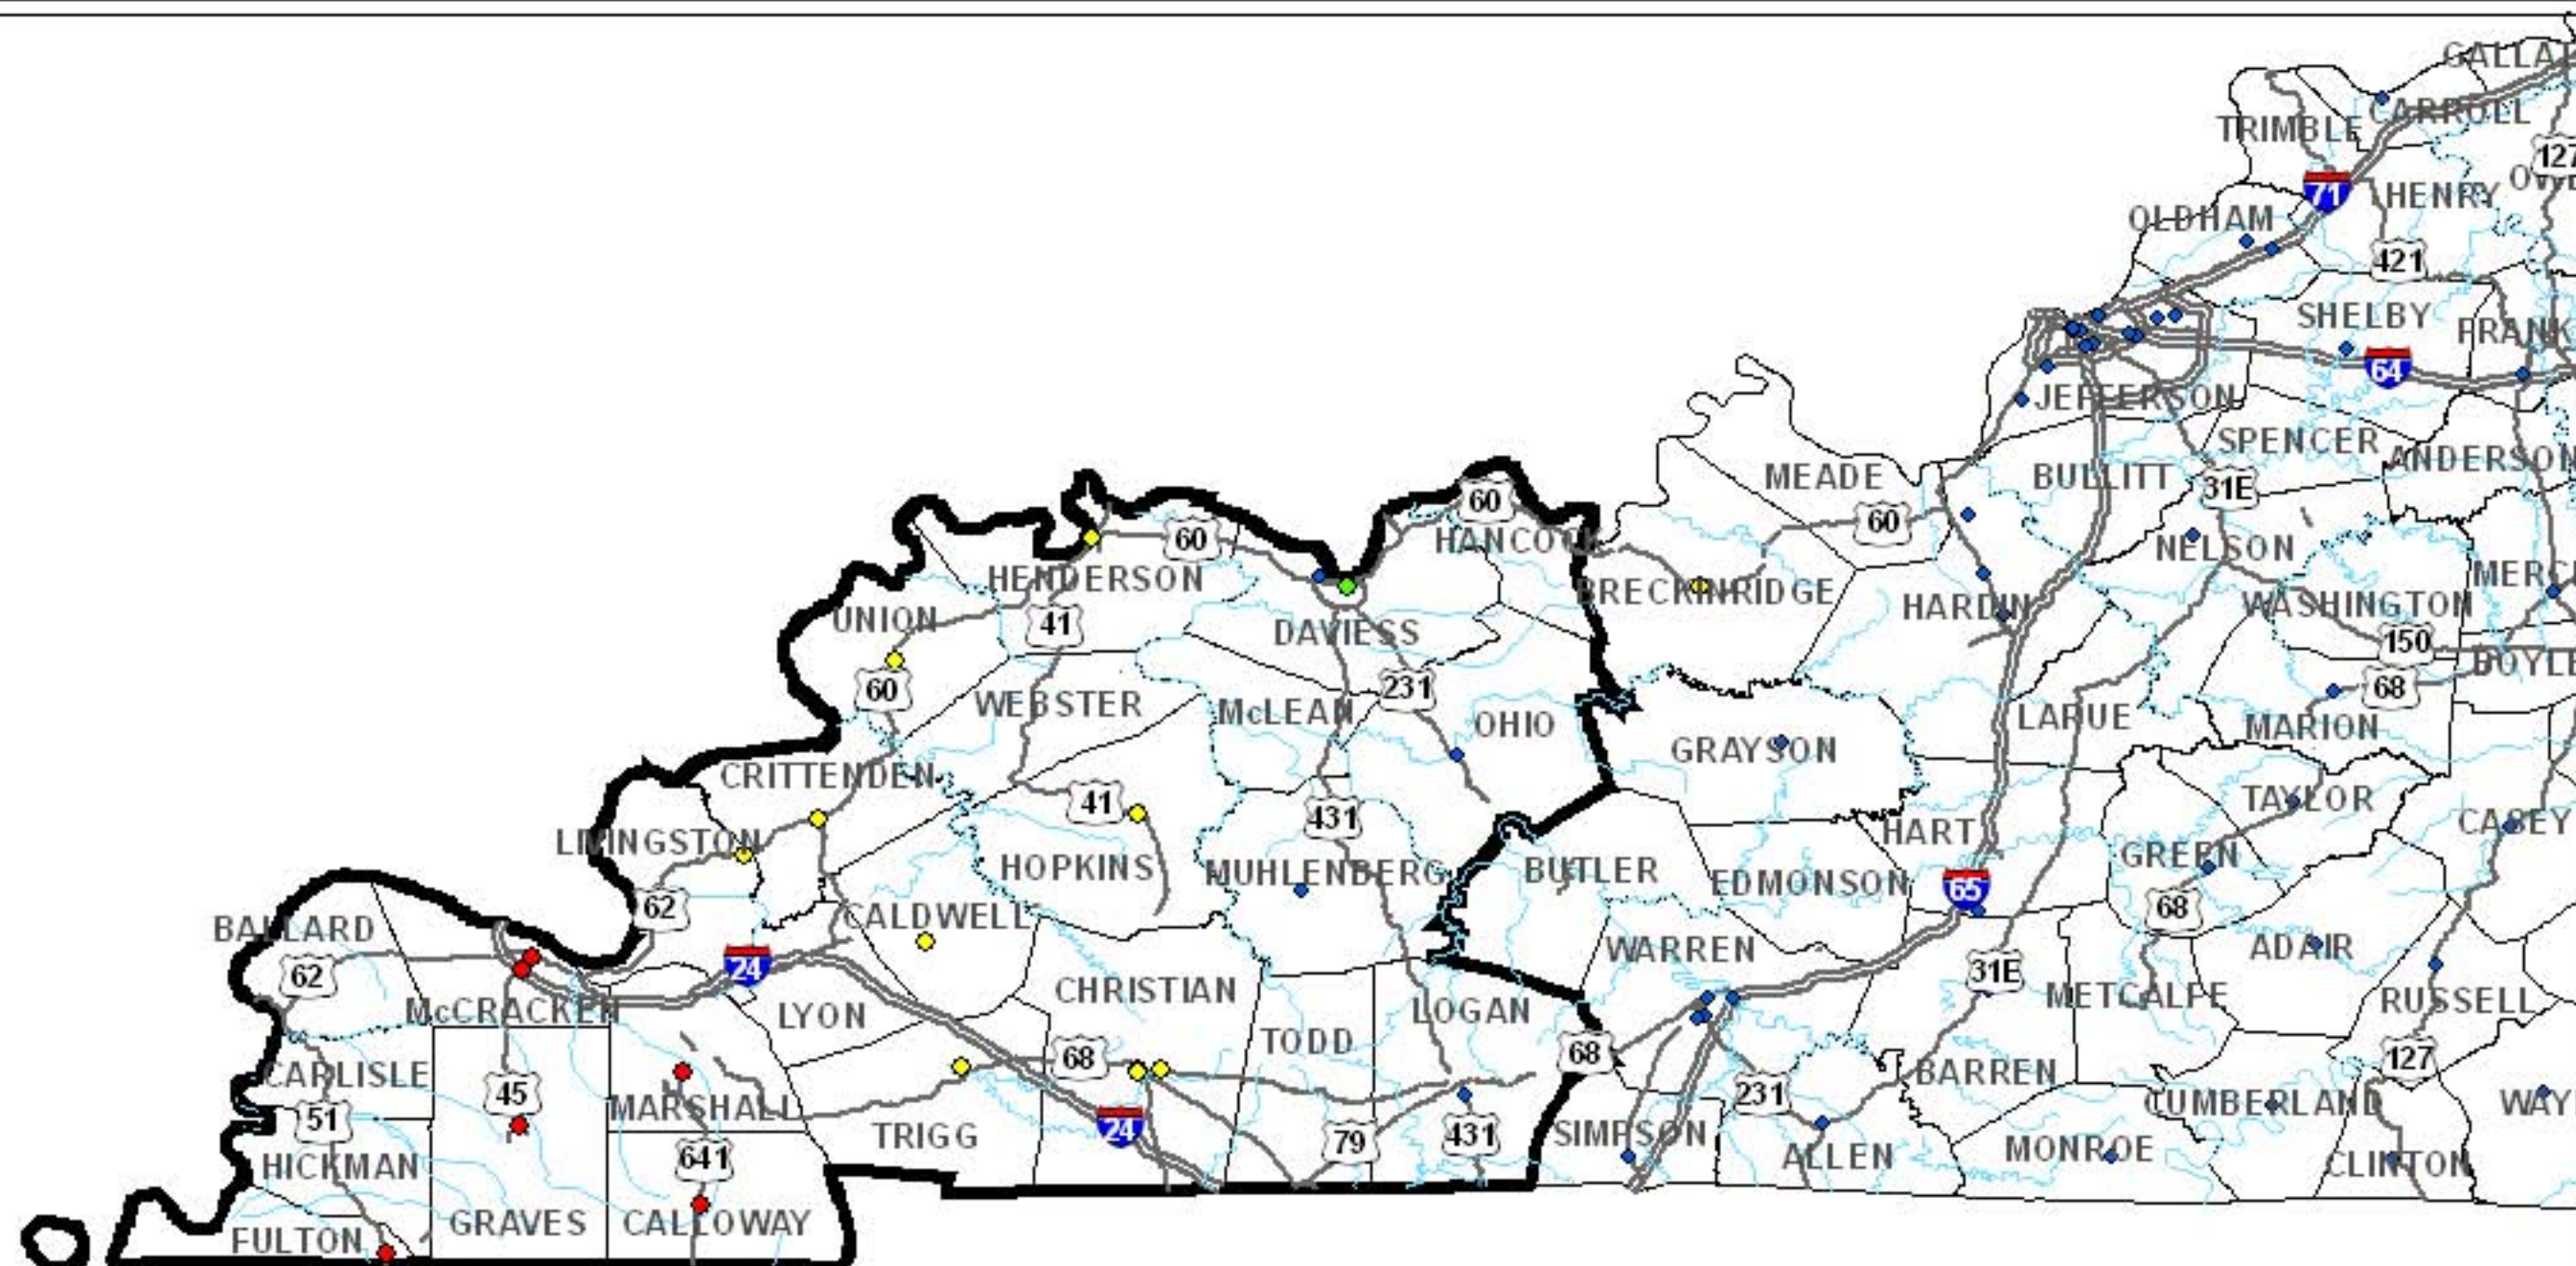 GALLAT
CARROLL
TRIMBLE
127
71
HENRY
OLDHAM
421
SHELBY
FRANK
64
JEFFERSON
SPENCER
ANDERSON
MEADE
BULLITT
31E
60
60
HANCOCK
60
NELSON
HENDERSON
BRECKINRIDGE
MERC
HARDIN
WASHINGTON
UNION
41
DAVIESS
150
BOYLE
60
231
68
WEBSTER
McLEAN
OHIO
LARUE
MARION
GRAYSON
CRITTENDEN
41
431
TAYLOR
CASEY
HART
LIVINGSTON
GREEN
HOPKINS
MUHLENBERG
BUTLER
EDMONSON
65
62
68
CALDWELL
BALLARD
WARREN
ADAIR
24
62
31E
CHRISTIAN
METCALFE
RUSSELL
McCRACKEN
LYON
LOGAN
TODD
68
68
127
CARLISLE
BARREN
45
231
MARSHALL
CUMBERLAND
WAY
51
24
TRIGG
79
431
SIMPSON
ALLEN
MONROE
641
HICKMAN
CLINTON
GRAVES
CALLOWAY
FULTON